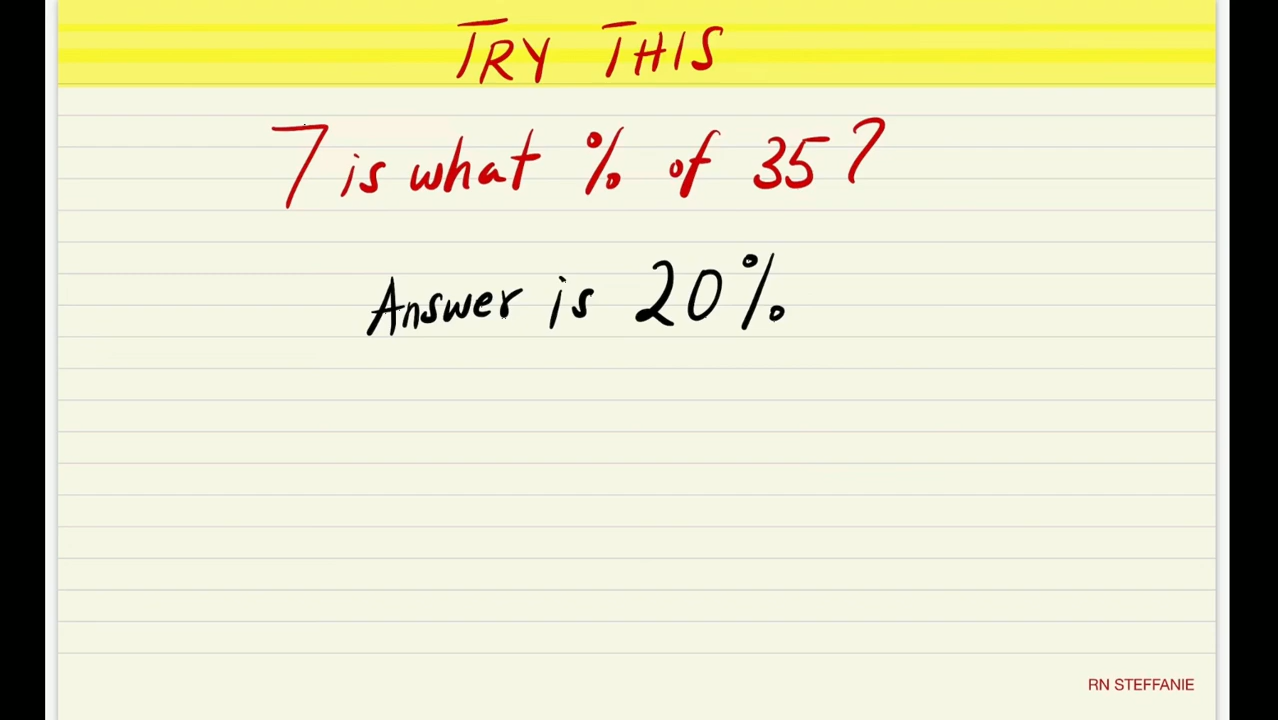 TRY THIS
7 is what % of 35?
Answer is 20%
RN STEFFANIE